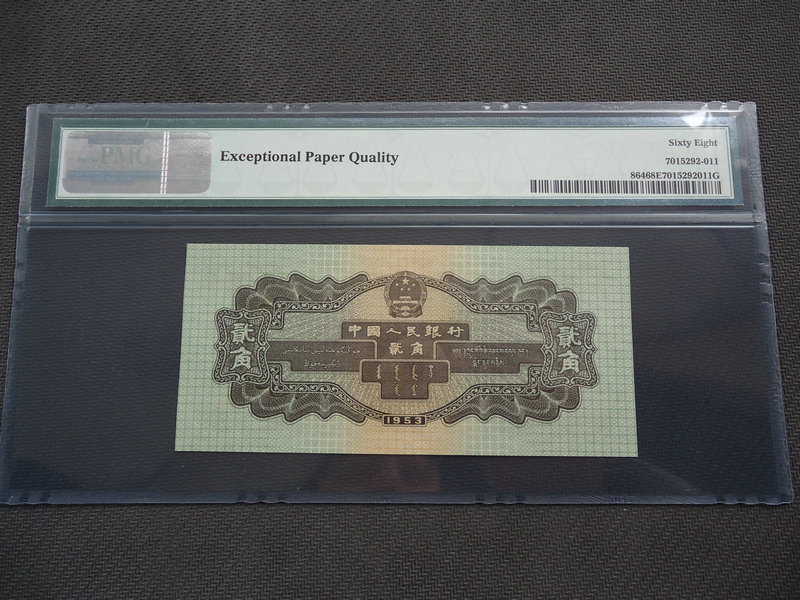 PMG
Exceptional Paper Quality
Sixty Eight
7015292-011
86468E7015292011G
中國人民銀行
貳角
貳角
貳角
1953